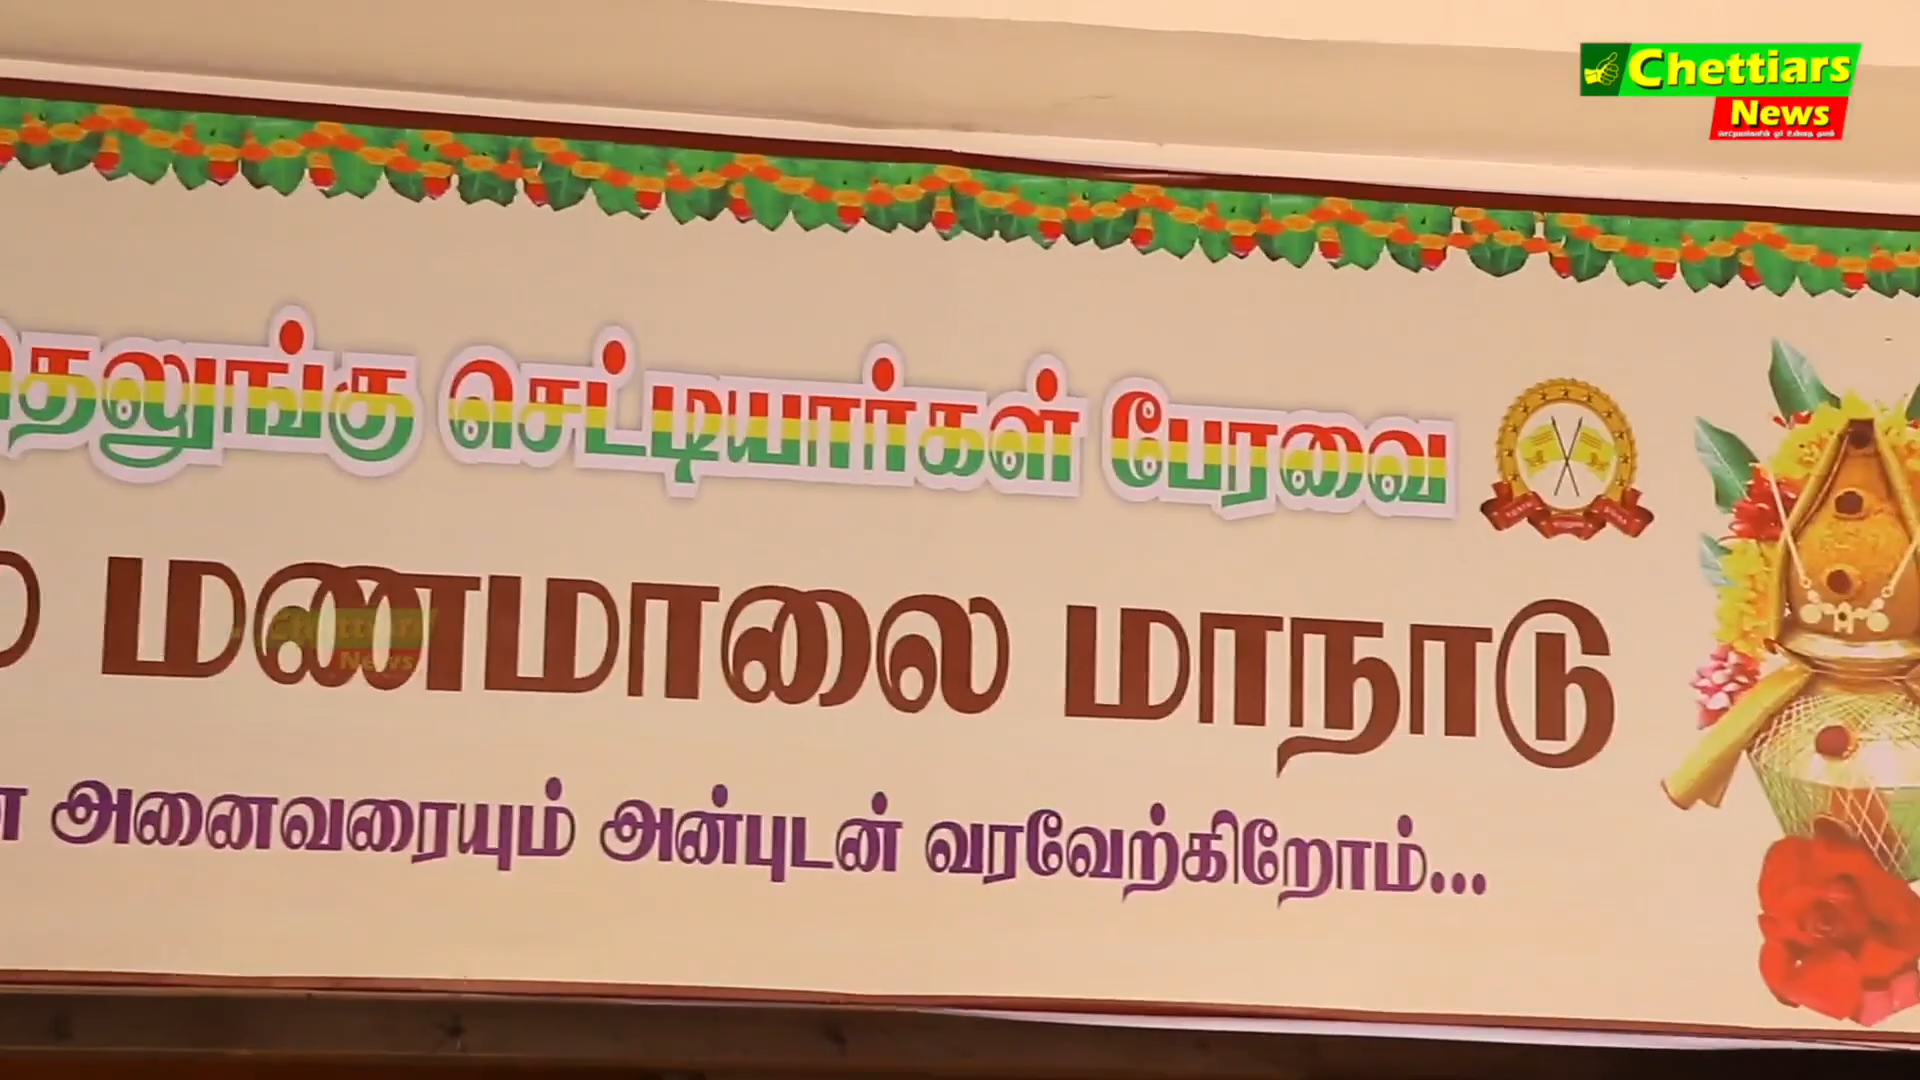 Chettiars
News
தெலுங்கு செட்டியார்கள் பேரவை
மணமாலை மாநாடு
அனைவரையும் அன்புடன் வரவேற்கிறோம்...